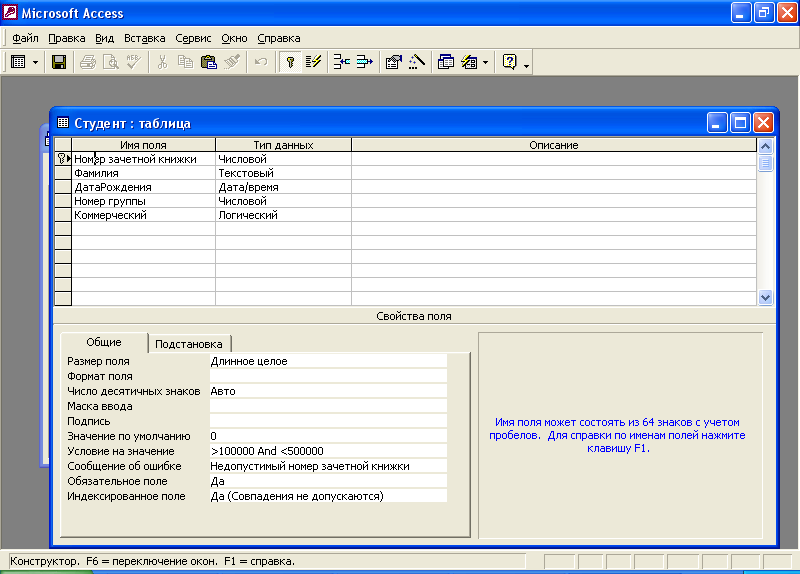 Microsoft Access
Файл Правка Вид Вставка Сервис Окно Справка
Студент : таблица
Имя поля Тип данных Описание
Номер зачетной книжки Числовой
Фамилия Текстовый
ДатаРождения Дата/время
Номер группы Числовой
Коммерческий Логический
Свойства поля
Общие Подстановка
Размер поля Длинное целое
Формат поля
Число десятичных знаков Авто
Маска ввода
Подпись
Значение по умолчанию 0
Условие на значение >100000 And <500000
Сообщение об ошибке Недопустимый номер зачетной книжки
Обязательное поле Да
Индексированное поле Да (Совпадения не допускаются)
Имя поля может состоять из 64 знаков с учетом
пробелов. Для справки по именам полей нажмите
клавишу F1.
Конструктор. F6 = переключение окон. F1 = справка.